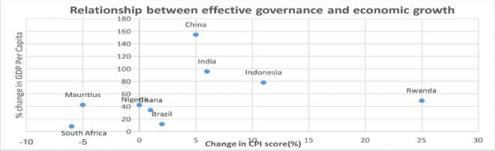 Relationship between effective governance and economic growth
% change in GDP Per Capita
180
160
140
120
100
80
60
40
20
0
China
India
Indonesia
Rwanda
Mauritius
Nigeria
Ghana
Brazil
South Africa
-10
-5
0
5
10
15
20
25
30
Change in CPI score(%)